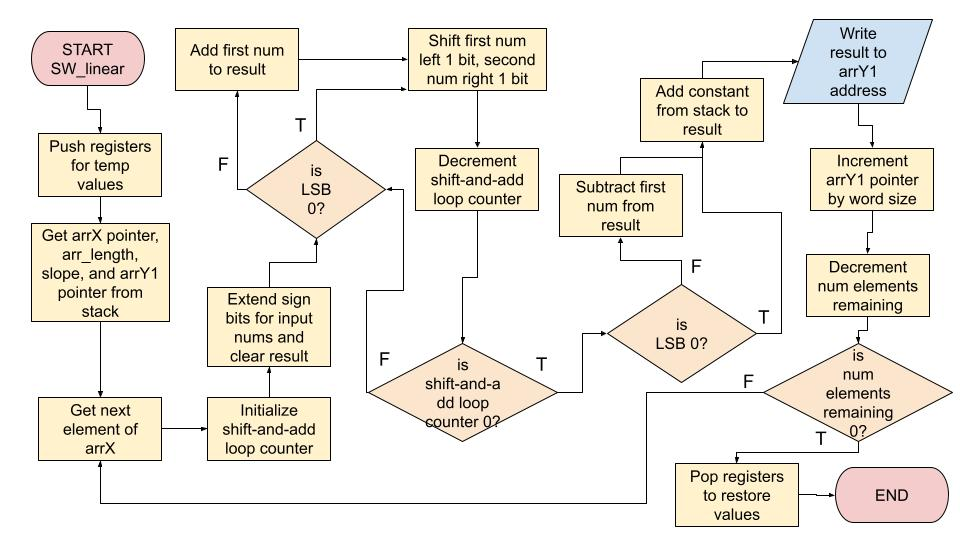 START
SW_linear
Push registers
for temp
values
Get arrX pointer,
arr_length,
slope, and arrY1
pointer from
stack
Get next
element of
arrX
Initialize
shift-and-add
loop counter
Extend sign
bits for input
nums and
clear result
is
LSB
0?
F
T
Add first num
to result
Shift first num
left 1 bit, second
num right 1 bit
Decrement
shift-and-add
loop counter
is
shift-and-a
dd loop
counter 0?
F
T
is
LSB 0?
F
T
Subtract first
num from
result
Add constant
from stack to
result
Write
result to
arrY1
address
Increment
arrY1 pointer
by word size
Decrement
num elements
remaining
is
num
elements
remaining
0?
F
T
Pop registers
to restore
values
END